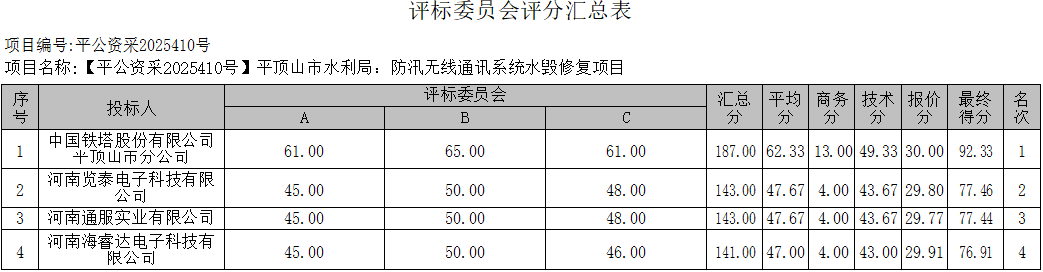 评标委员会评分汇总表
项目编号:平公资采2025410号
项目名称:【平公资采2025410号】平顶山市水利局：防汛无线通讯系统水毁修复项目
序号 投标人 评标委员会 汇总分 平均分 商务分 技术分 报价分 最终得分 名次
A B C
1 中国铁塔股份有限公司平顶山市分公司 61.00 65.00 61.00 187.00 62.33 13.00 49.33 30.00 92.33 1
2 河南览泰电子科技有限公司 45.00 50.00 48.00 143.00 47.67 4.00 43.67 29.80 77.46 2
3 河南通服实业有限公司 45.00 50.00 48.00 143.00 47.67 4.00 43.67 29.77 77.44 3
4 河南海睿达电子科技有限公司 45.00 50.00 46.00 141.00 47.00 4.00 43.00 29.91 76.91 4